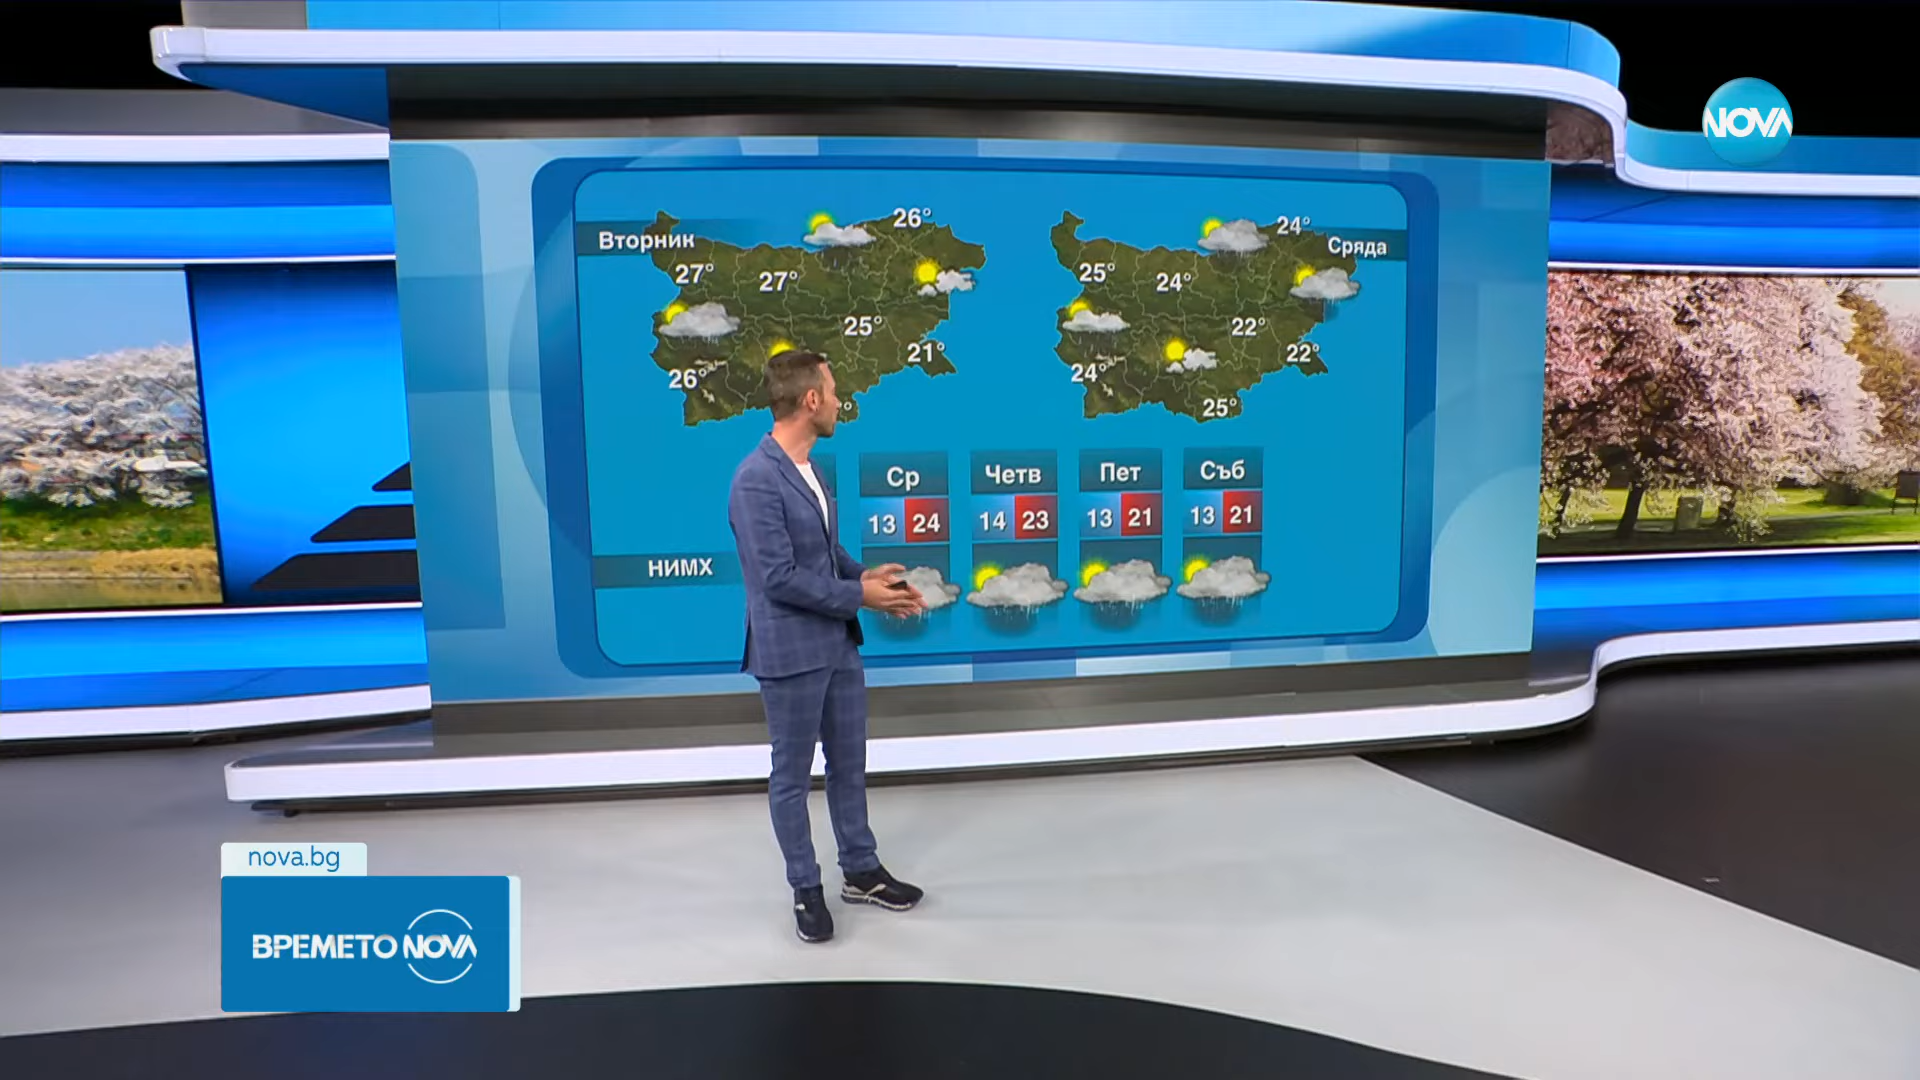 NOVA
Вторник
26°
27°
27°
25°
21°
26°
°
Сряда
24°
25°
24°
22°
22°
24°
25°
Ср
Четв
Пет
Съб
13 24
14 23
13 21
13 21
НИМХ
nova.bg
ВРЕМЕТО NOVA